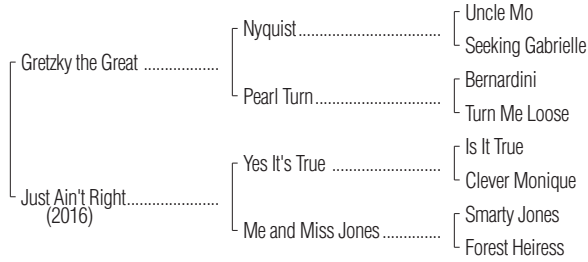 Uncle Mo
Nyquist
Seeking Gabrielle
Gretzky the Great
Bernardini
Pearl Turn
Turn Me Loose
Is It True
Yes It's True
Clever Monique
Just Ain't Right
(2016)
Smarty Jones
Me and Miss Jones
Forest Heiress